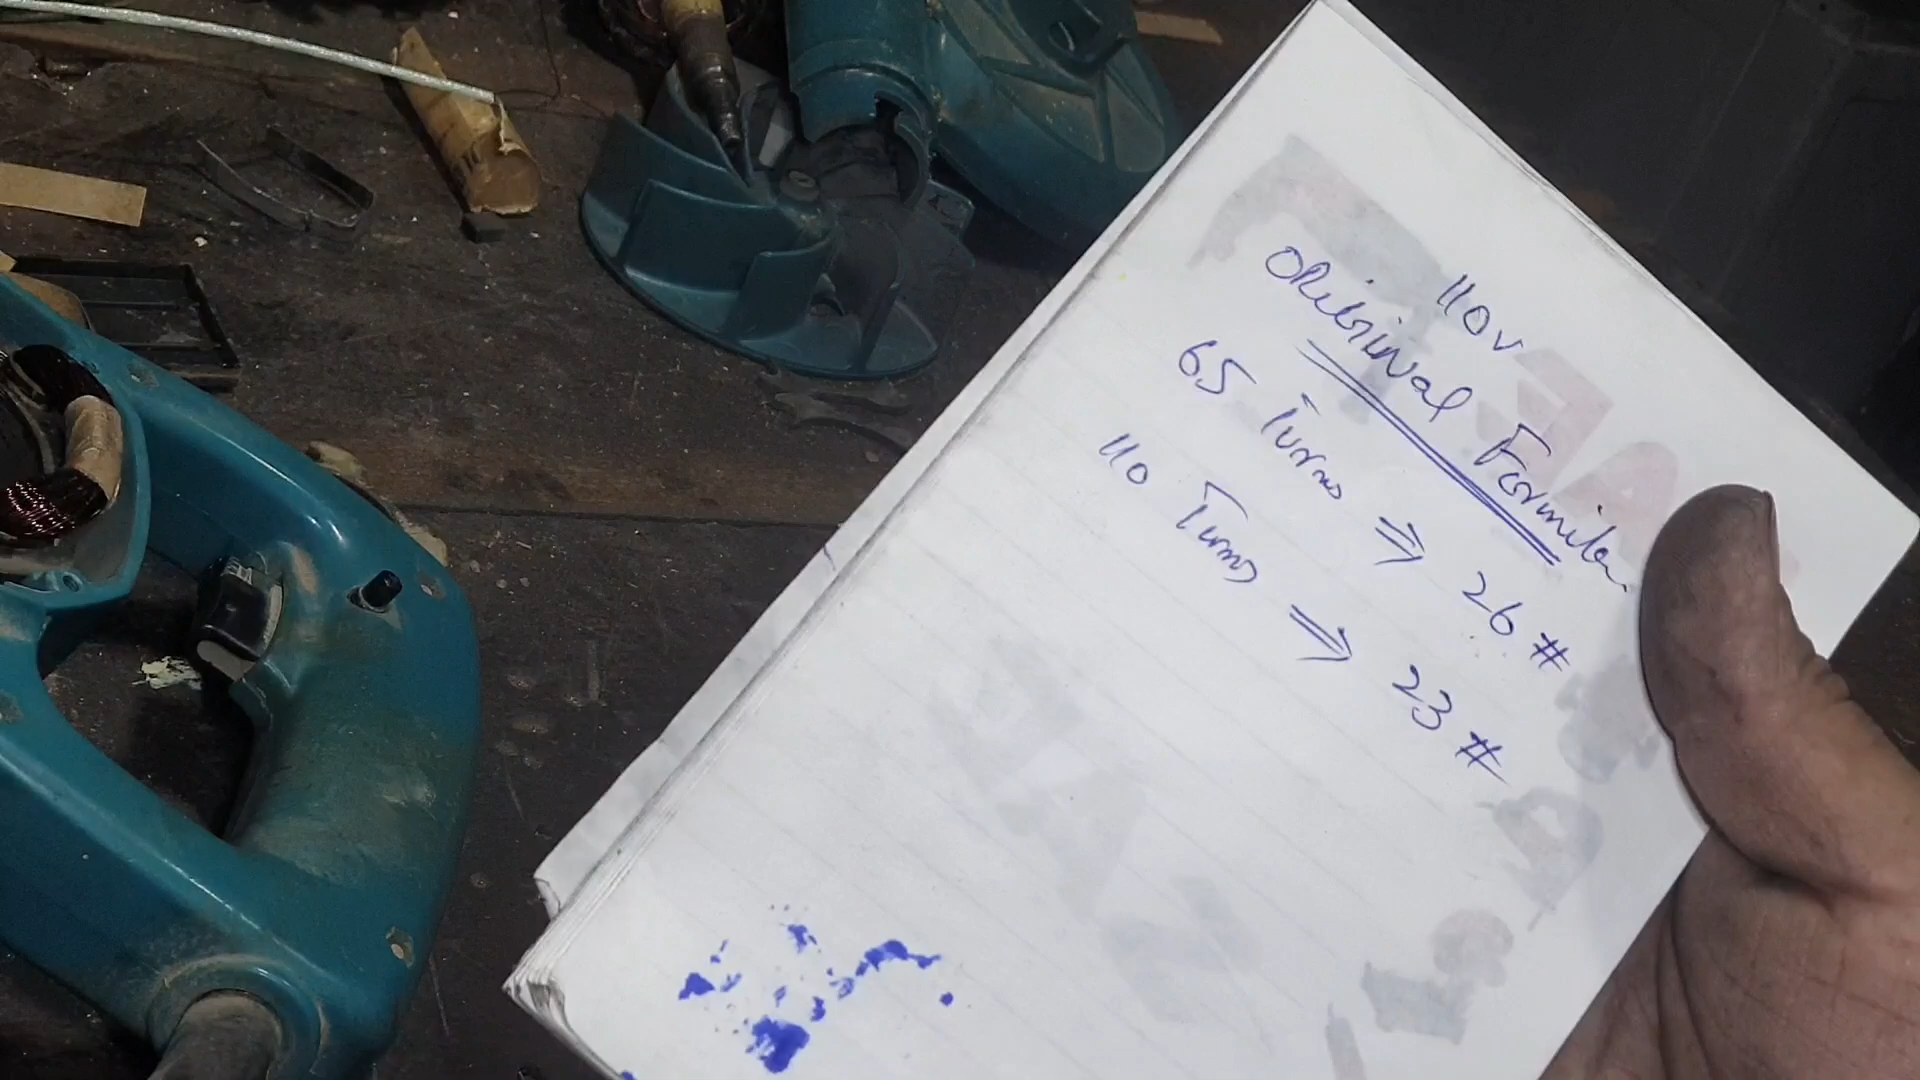 110v
Original Formula
65 Turns ⇒ 26 #
110 Turns ⇒ 23 #